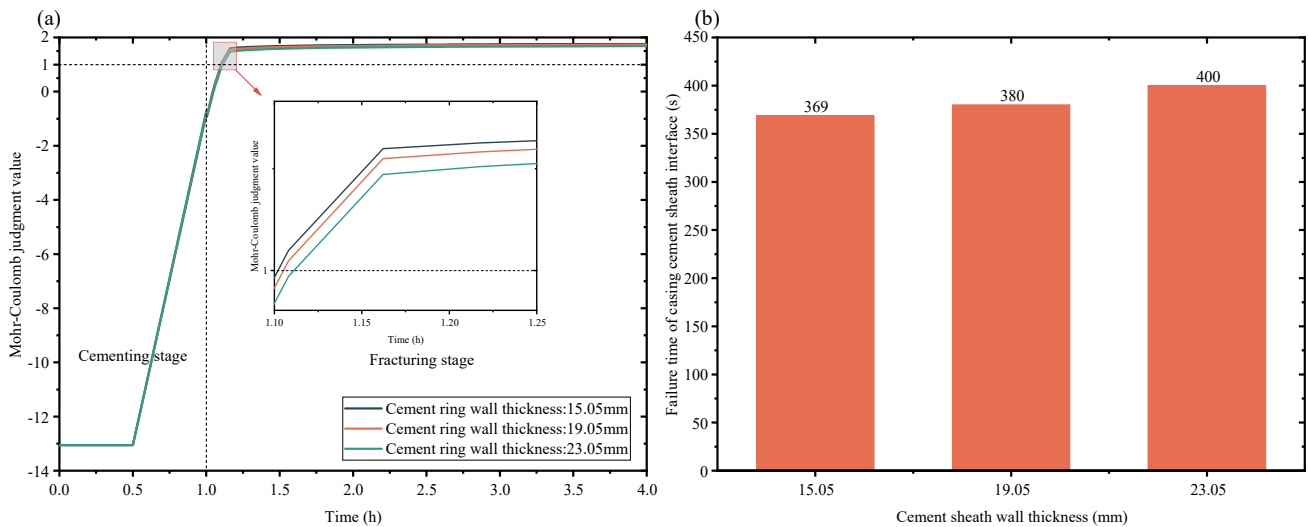 (a)
2
1
0
-2
-4
-6
-8
-10
-12
-14
Mohr-Coulomb judgment value
0.0 0.5 1.0 1.5 2.0 2.5 3.0 3.5 4.0
Time (h)
Cementing stage
Mohr-Coulomb judgment value
1
1.10 1.15 1.20 1.25
Time (h)
Fracturing stage
Cement ring wall thickness:15.05mm
Cement ring wall thickness:19.05mm
Cement ring wall thickness:23.05mm
(b)
450
400
350
300
250
200
150
100
50
0
Failure time of casing cement sheath interface (s)
369
380
400
15.05 19.05 23.05
Cement sheath wall thickness (mm)